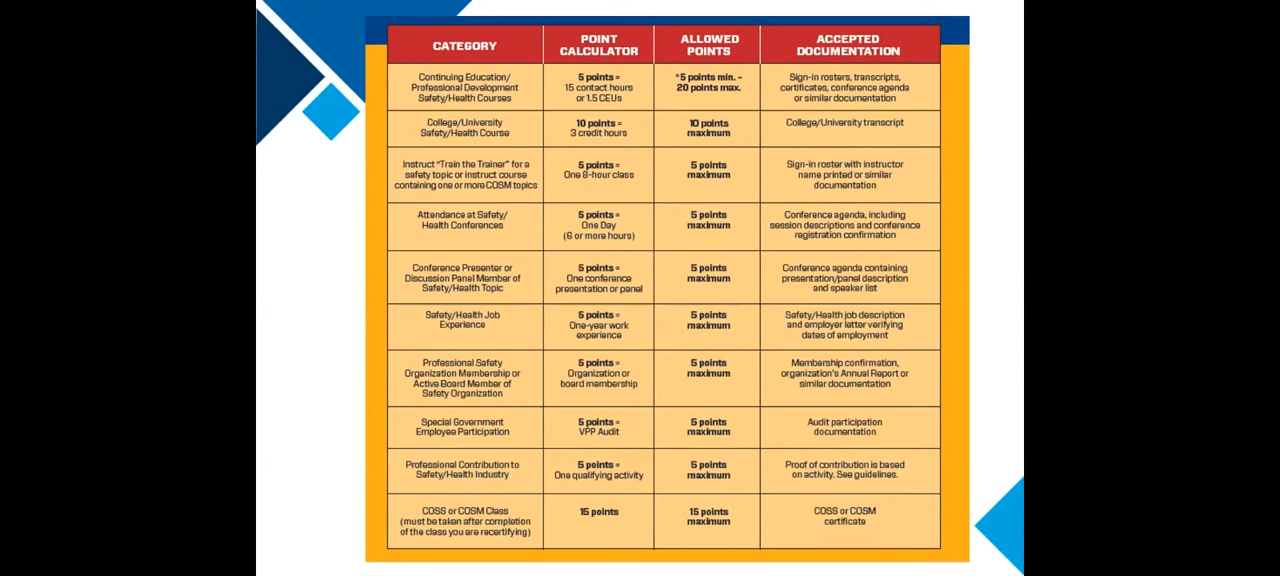 CATEGORY
POINT
CALCULATOR
ALLOWED
POINTS
ACCEPTED
DOCUMENTATION
Continuing Education/
Professional Development
Safety/Health Courses
5 points =
15 contact hours
or 1.5 CEUs
*5 points min. –
20 points max.
Sign-in rosters, transcripts,
certificates, conference agenda
or similar documentation
College/University
Safety/Health Course
10 points =
3 credit hours
10 points
maximum
College/University transcript
Instruct "Train the Trainer" for a
safety topic or instruct course
containing one or more COSM topics
5 points =
One 8-hour class
5 points
maximum
Sign-in roster with instructor
name printed or similar
documentation
Attendance at Safety/
Health Conferences
5 points =
One Day
(6 or more hours)
5 points
maximum
Conference agenda, including
session descriptions and conference
registration confirmation
Conference Presenter or
Discussion Panel Member of
Safety/Health Topic
5 points =
One conference
presentation or panel
5 points
maximum
Conference agenda containing
presentation/panel description
and speaker list
Safety/Health Job
Experience
5 points =
One-year work
experience
5 points
maximum
Safety/Health job description
and employer letter verifying
dates of employment
Professional Safety
Organization Membership or
Active Board Member of
Safety Organization
5 points =
Organization or
board membership
5 points
maximum
Membership confirmation,
organization's Annual Report or
similar documentation
Special Government
Employee Participation
5 points =
VPP Audit
5 points
maximum
Audit participation
documentation
Professional Contribution to
Safety/Health Industry
5 points =
One qualifying activity
5 points
maximum
Proof of contribution is based
on activity. See guidelines.
COSS or COSM Class
(must be taken after completion
of the class you are recertifying)
15 points
15 points
maximum
COSS or COSM
certificate